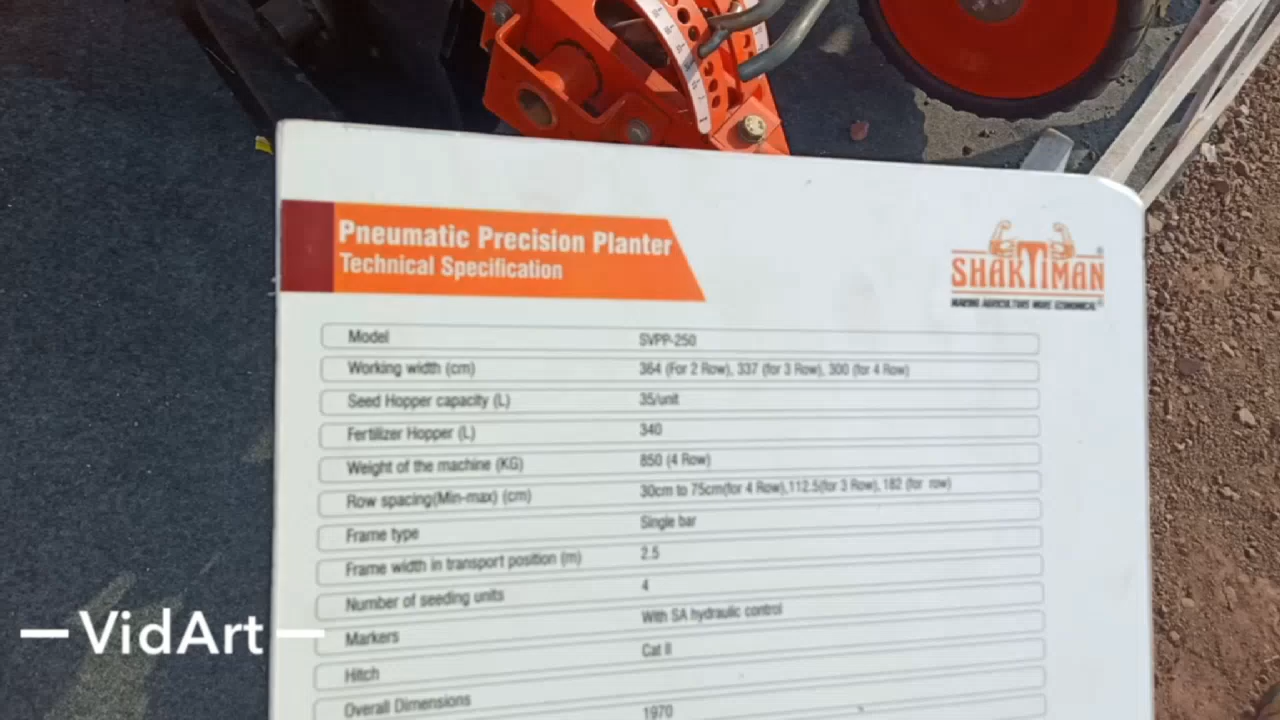 Pneumatic Precision Planter
Technical Specification
SHAKTIMAN
MAKING AGRICULTURE MORE ECONOMICAL
Model SVPP-250
Working width (cm) 364 (For 2 Row), 337 (for 3 Row), 300 (for 4 Row)
Seed Hopper capacity (L) 35/unit
Fertilizer Hopper (L) 340
Weight of the machine (KG) 850 (4 Row)
Row spacing(Min-max) (cm) 30cm to 75cm(for 4 Row),112.5(for 3 Row), 182 (for row)
Frame type Single bar
Frame width in transport position (m) 2.5
Number of seeding units 4
Markers With SA hydraulic control
Hitch Cat II
Overall Dimensions 1970
VidArt